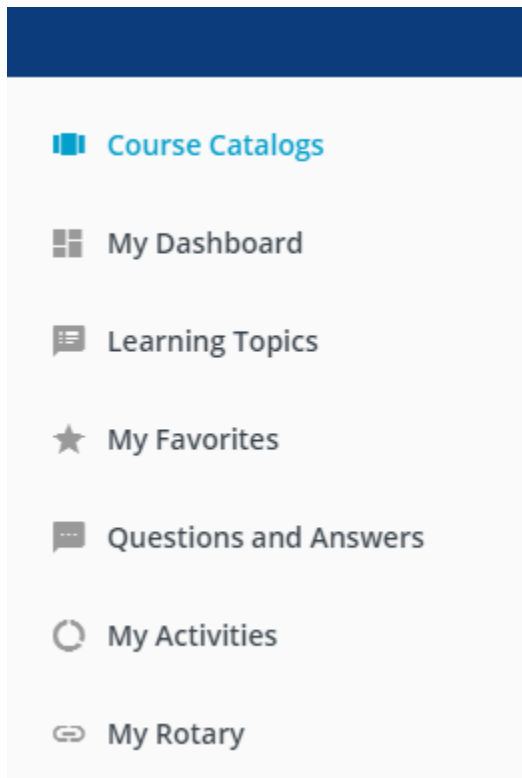 Course Catalogs
My Dashboard
Learning Topics
My Favorites
Questions and Answers
My Activities
My Rotary